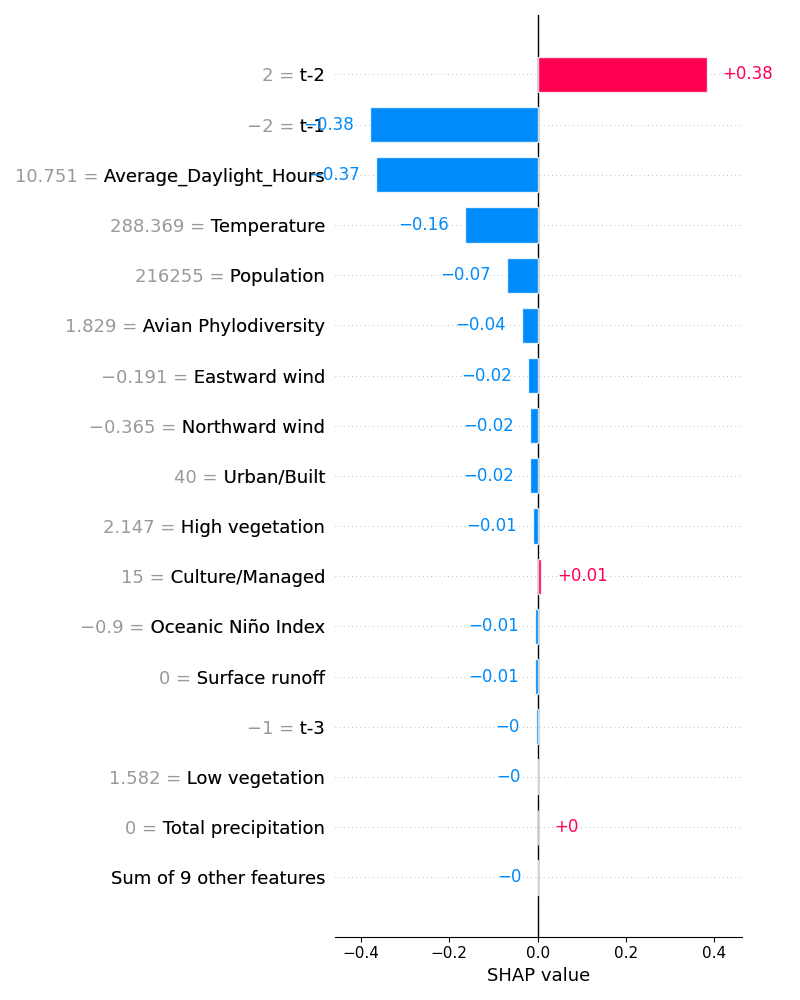 2 = t-2 +0.38
−2 = t-1 −0.38
10.751 = Average_Daylight_Hours −0.37
288.369 = Temperature −0.16
216255 = Population −0.07
1.829 = Avian Phylodiversity −0.04
−0.191 = Eastward wind −0.02
−0.365 = Northward wind −0.02
40 = Urban/Built −0.02
2.147 = High vegetation −0.01
15 = Culture/Managed +0.01
−0.9 = Oceanic Niño Index −0.01
0 = Surface runoff −0.01
−1 = t-3 −0
1.582 = Low vegetation −0
0 = Total precipitation +0
Sum of 9 other features −0
−0.4 −0.2 0.0 0.2 0.4
SHAP value